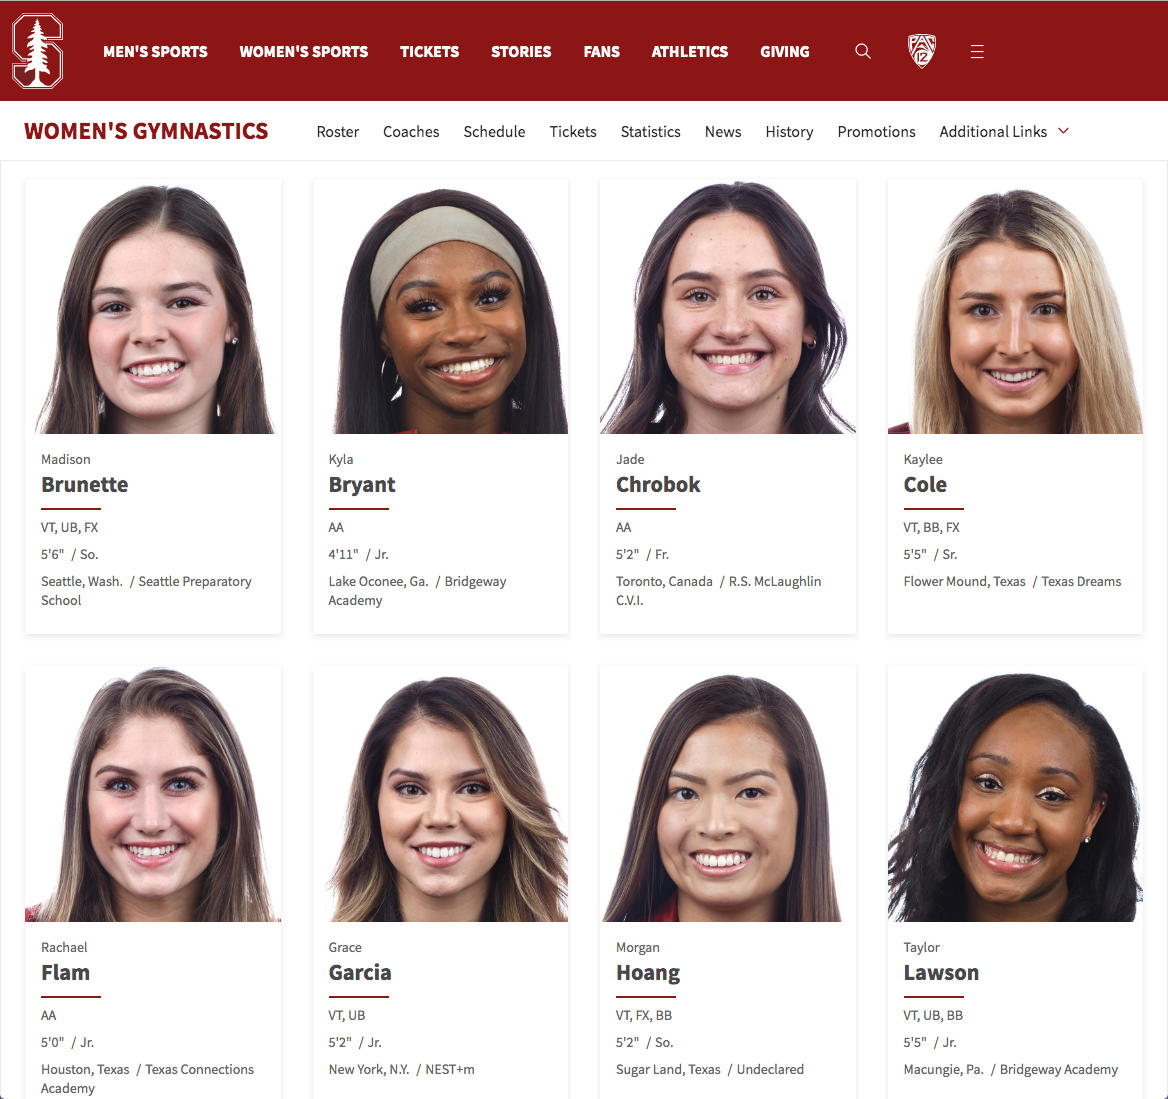 MEN'S SPORTS WOMEN'S SPORTS TICKETS STORIES FANS ATHLETICS GIVING PAC 12
WOMEN'S GYMNASTICS Roster Coaches Schedule Tickets Statistics News History Promotions Additional Links
Madison
Brunette
VT, UB, FX
5'6" / So.
Seattle, Wash. / Seattle Preparatory
School
Kyla
Bryant
AA
4'11" / Jr.
Lake Oconee, Ga. / Bridgeway
Academy
Jade
Chrobok
AA
5'2" / Fr.
Toronto, Canada / R.S. McLaughlin
C.V.I.
Kaylee
Cole
VT, BB, FX
5'5" / Sr.
Flower Mound, Texas / Texas Dreams
Rachael
Flam
AA
5'0" / Jr.
Houston, Texas / Texas Connections
Academy
Grace
Garcia
VT, UB
5'2" / Jr.
New York, N.Y. / NEST+m
Morgan
Hoang
VT, FX, BB
5'2" / So.
Sugar Land, Texas / Undeclared
Taylor
Lawson
VT, UB, BB
5'5" / Jr.
Macungie, Pa. / Bridgeway Academy